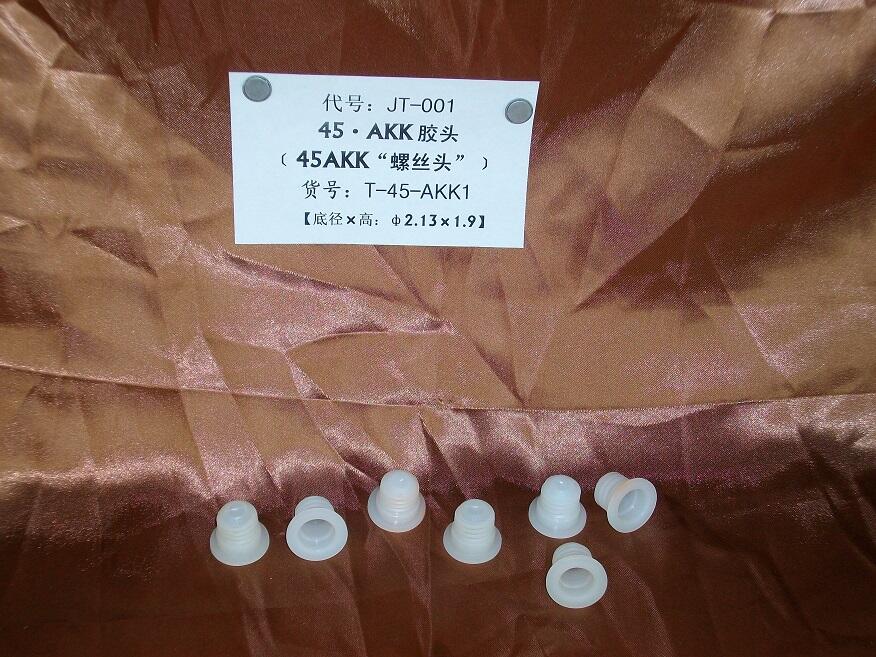 代号：JT-001
45·AKK胶头
﹝45AKK“螺丝头”﹞
货号：T-45-AKK1
【底径×高：φ2.13×1.9】